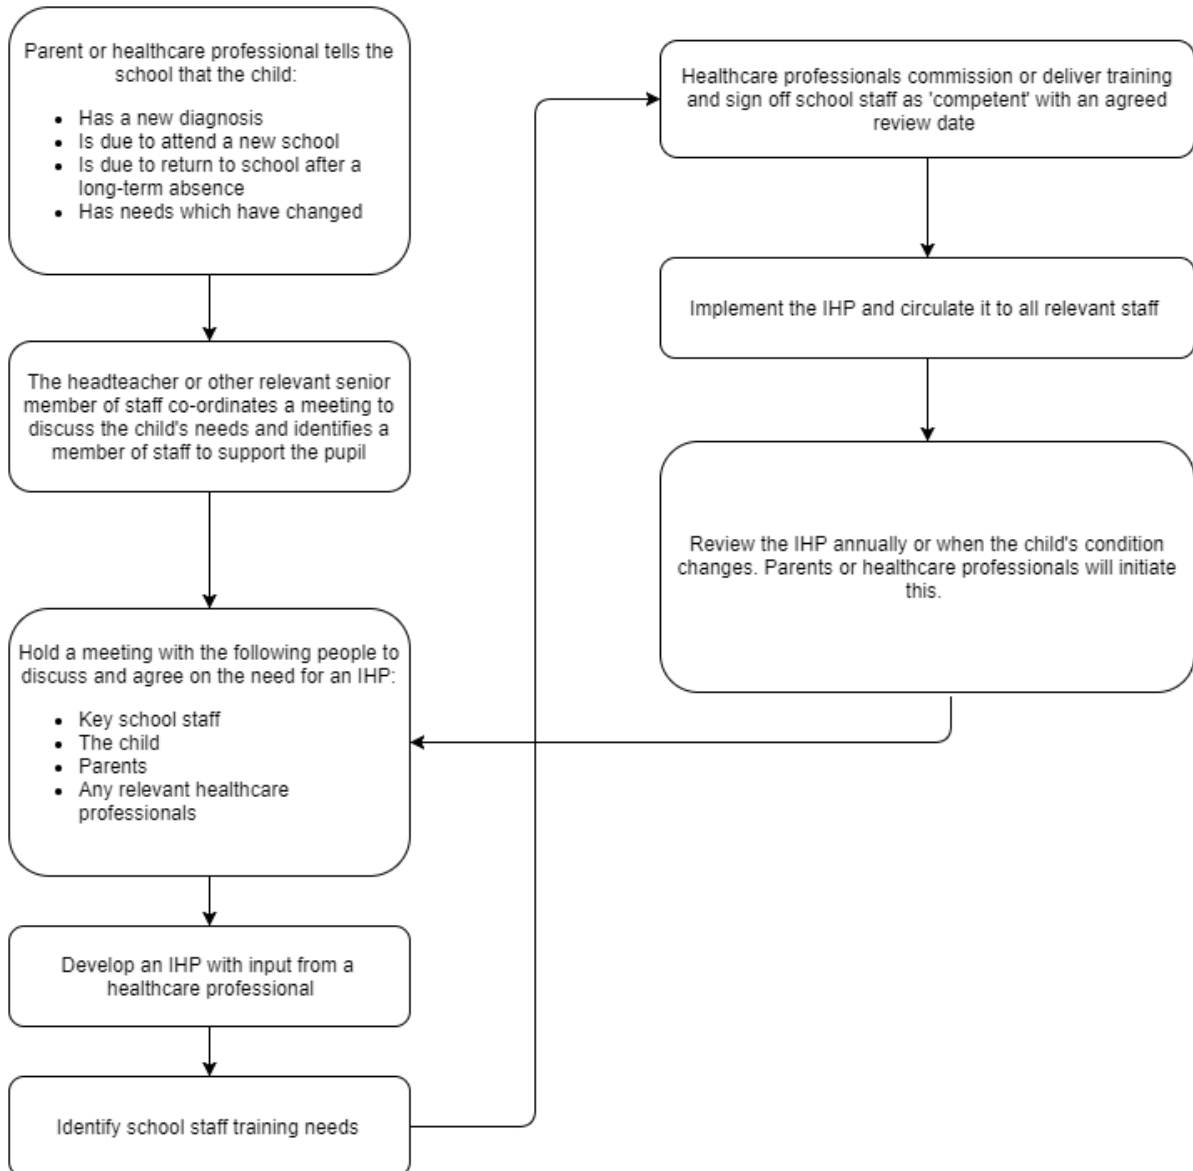 Parent or healthcare professional tells the
school that the child:
• Has a new diagnosis
• Is due to attend a new school
• Is due to return to school after a
long-term absence
• Has needs which have changed
The headteacher or other relevant senior
member of staff co-ordinates a meeting to
discuss the child's needs and identifies a
member of staff to support the pupil
Hold a meeting with the following people to
discuss and agree on the need for an IHP:
• Key school staff
• The child
• Parents
• Any relevant healthcare
professionals
Develop an IHP with input from a
healthcare professional
Identify school staff training needs
Healthcare professionals commission or deliver training
and sign off school staff as 'competent' with an agreed
review date
Implement the IHP and circulate it to all relevant staff
Review the IHP annually or when the child's condition
changes. Parents or healthcare professionals will initiate
this.